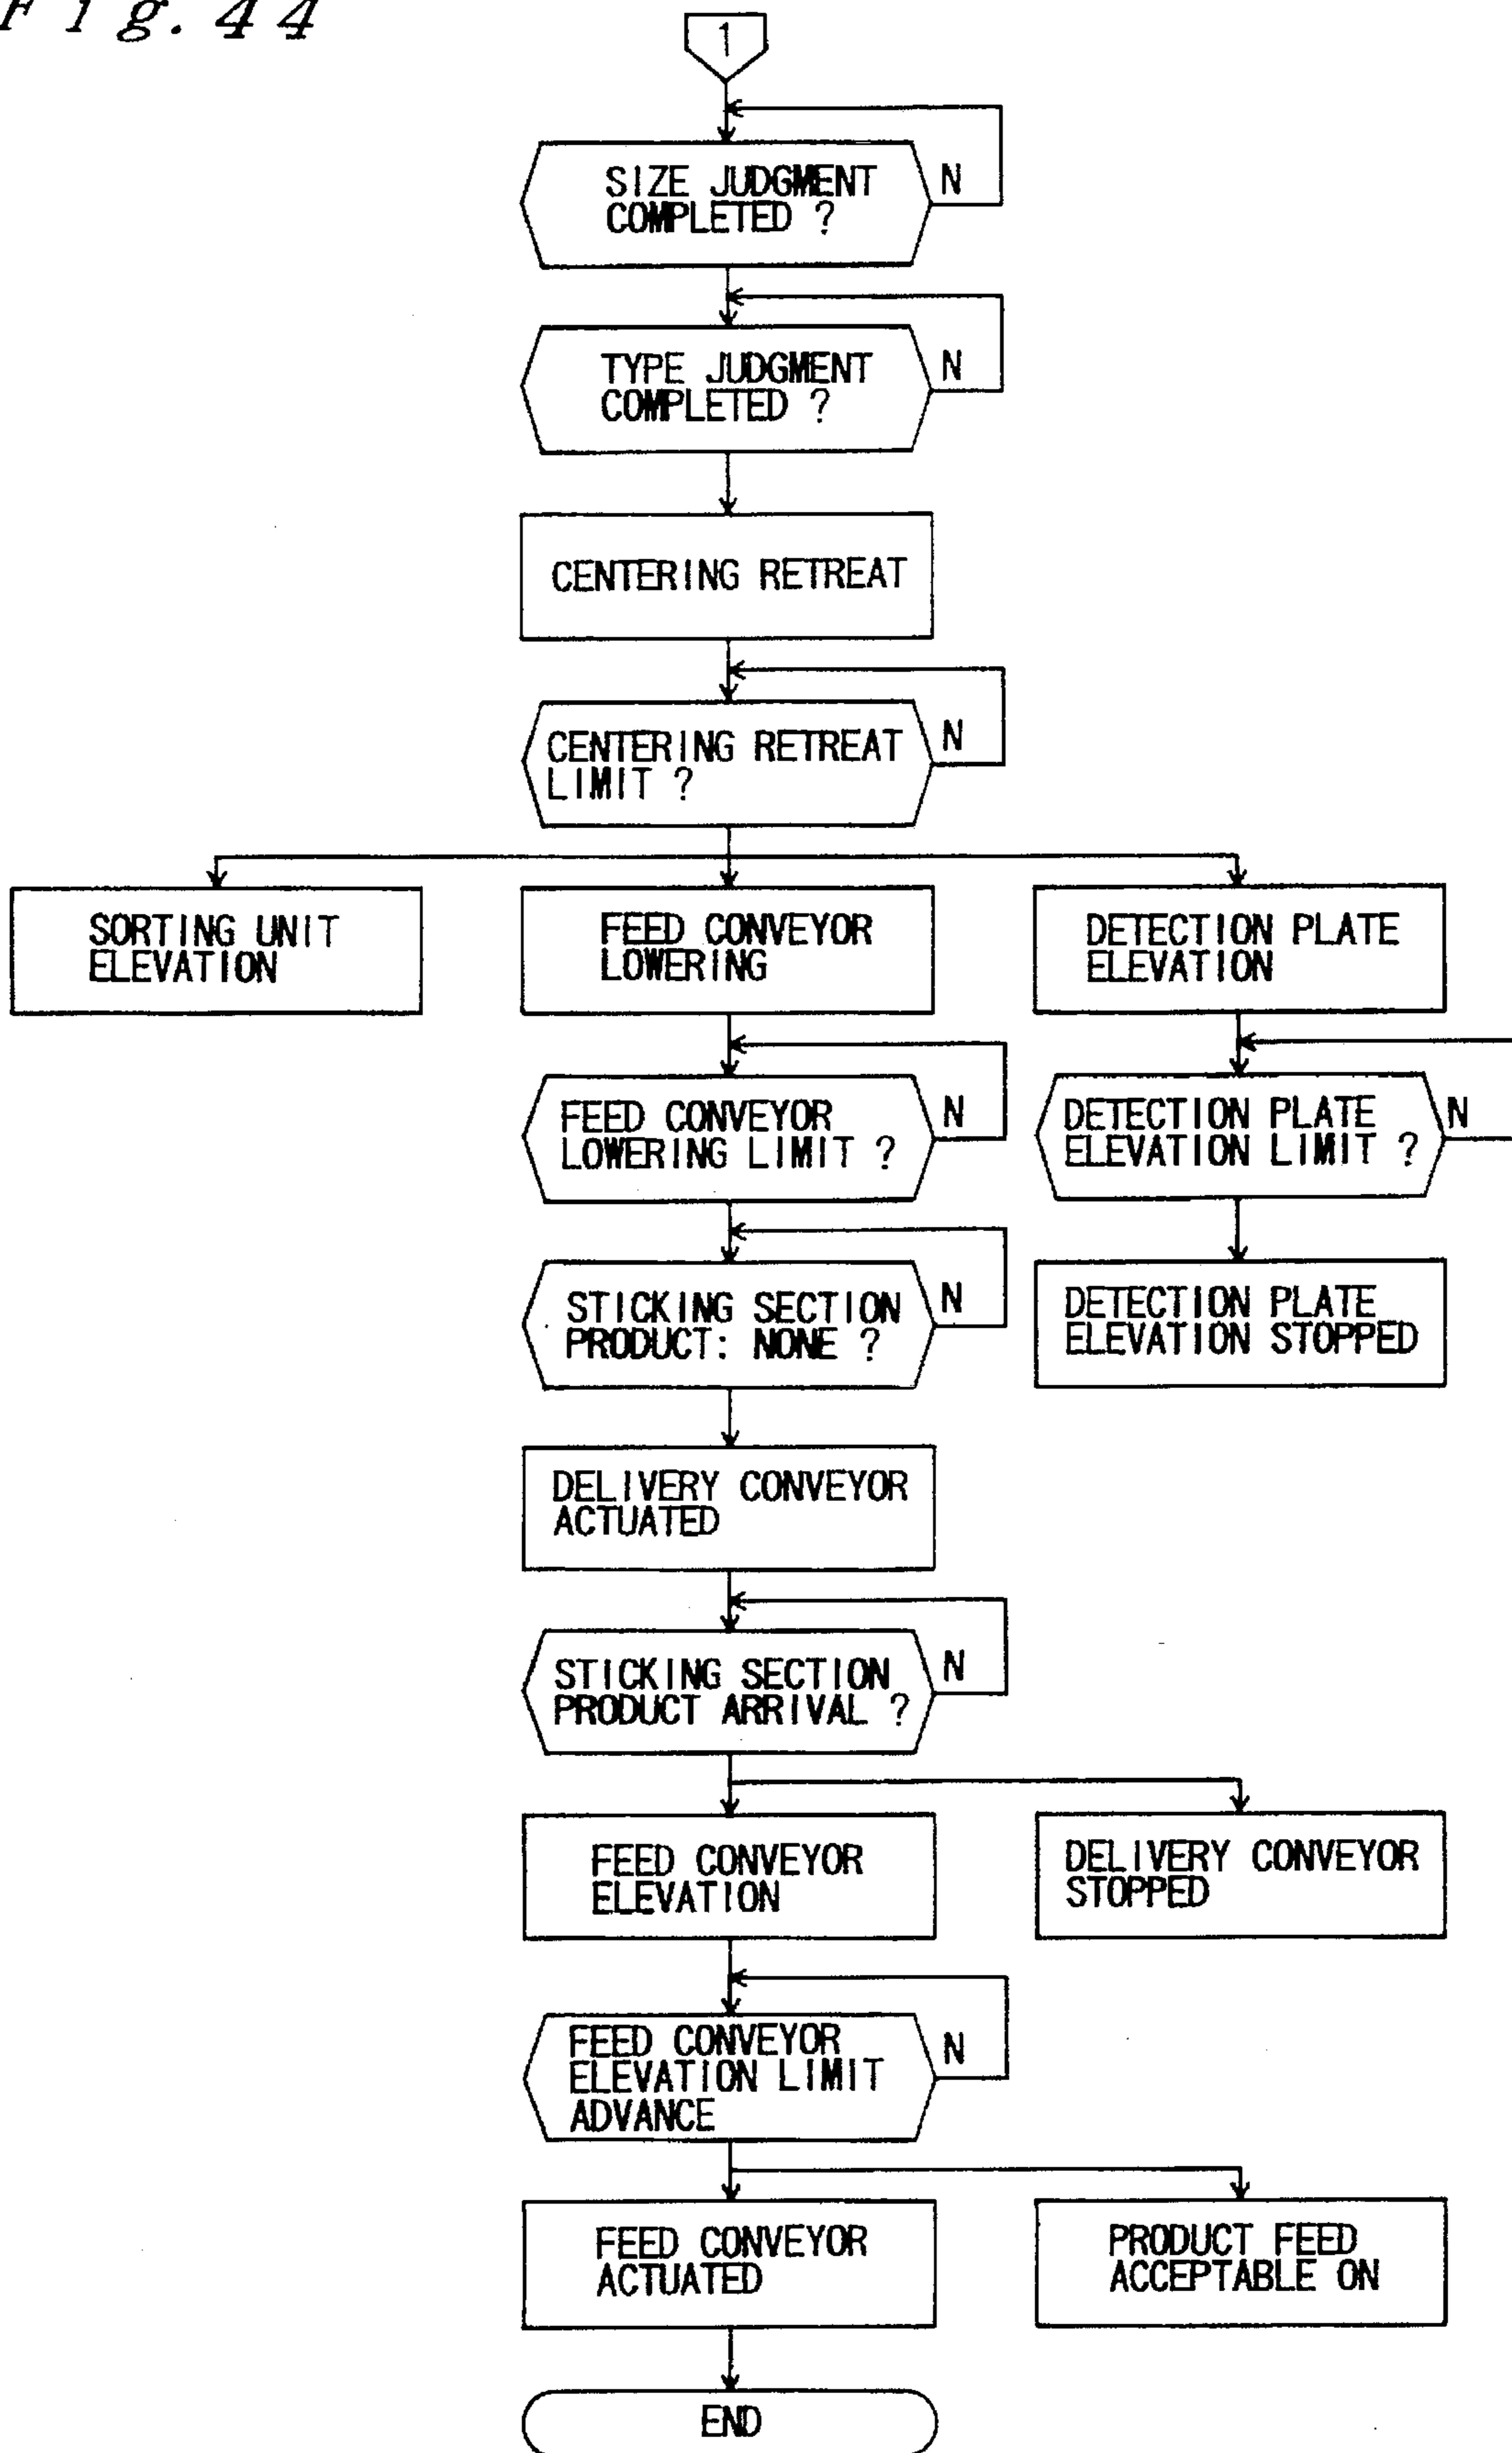 Fig. 44
1
SIZE JUDGMENT
COMPLETED ?
N
TYPE JUDGMENT
COMPLETED ?
N
CENTERING RETREAT
CENTERING RETREAT
LIMIT ?
N
SORTING UNIT
ELEVATION
FEED CONVEYOR
LOWERING
DETECTION PLATE
ELEVATION
FEED CONVEYOR
LOWERING LIMIT ?
N
DETECTION PLATE
ELEVATION LIMIT ?
N
STICKING SECTION
PRODUCT: NONE ?
N
DETECTION PLATE
ELEVATION STOPPED
DELIVERY CONVEYOR
ACTUATED
STICKING SECTION
PRODUCT ARRIVAL ?
N
FEED CONVEYOR
ELEVATION
DELIVERY CONVEYOR
STOPPED
FEED CONVEYOR
ELEVATION LIMIT
ADVANCE
N
FEED CONVEYOR
ACTUATED
PRODUCT FEED
ACCEPTABLE ON
END